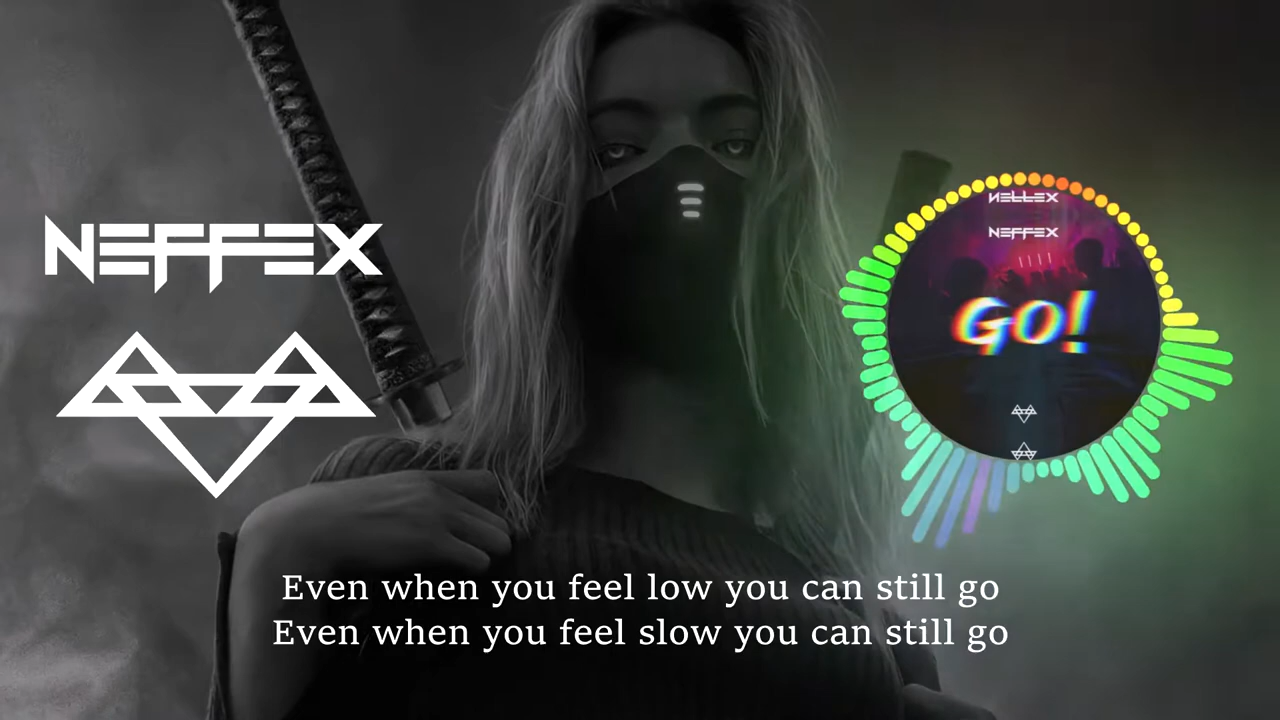 NEFFEX
NEFFEX
NEFFEX
GO!
Even when you feel low you can still go
Even when you feel slow you can still go